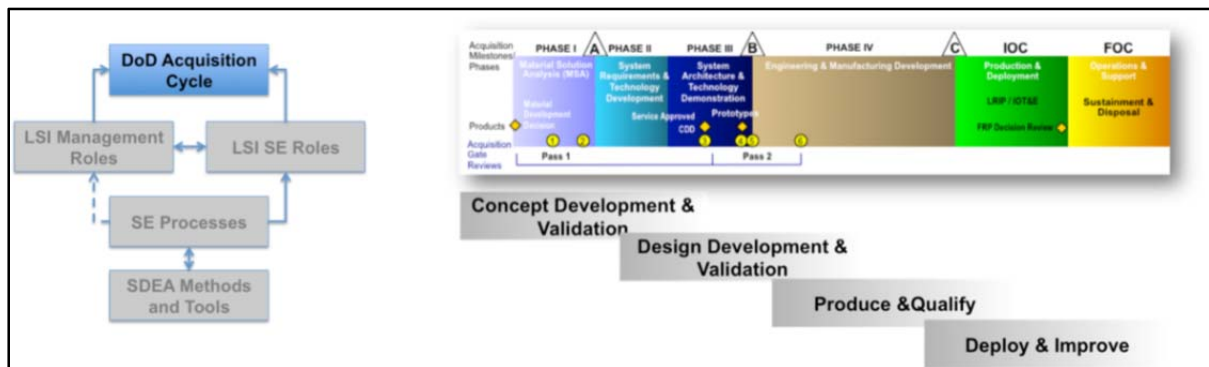 DoD Acquisition
Cycle
LSI Management
Roles
LSI SE Roles
SE Processes
SDEA Methods
and Tools
Acquisition
Milestones/
Phases
PHASE I
A
PHASE II
PHASE III
B
PHASE IV
C
IOC
FOC
Material Solution
Analysis (MSA)
System
Requirements &
Technology
Development
System
Architecture &
Technology
Demonstration
Engineering & Manufacturing Development
Production &
Deployment
Operations &
Support
Material
Development
Decision
Service Approved
CDD
Prototypes
LRIP / IOT&E
FRP Decision Review
Sustainment &
Disposal
Products
Acquisition
Gate
Reviews
1
2
3
4
5
6
Pass 1
Pass 2
Concept Development &
Validation
Design Development &
Validation
Produce &Qualify
Deploy & Improve